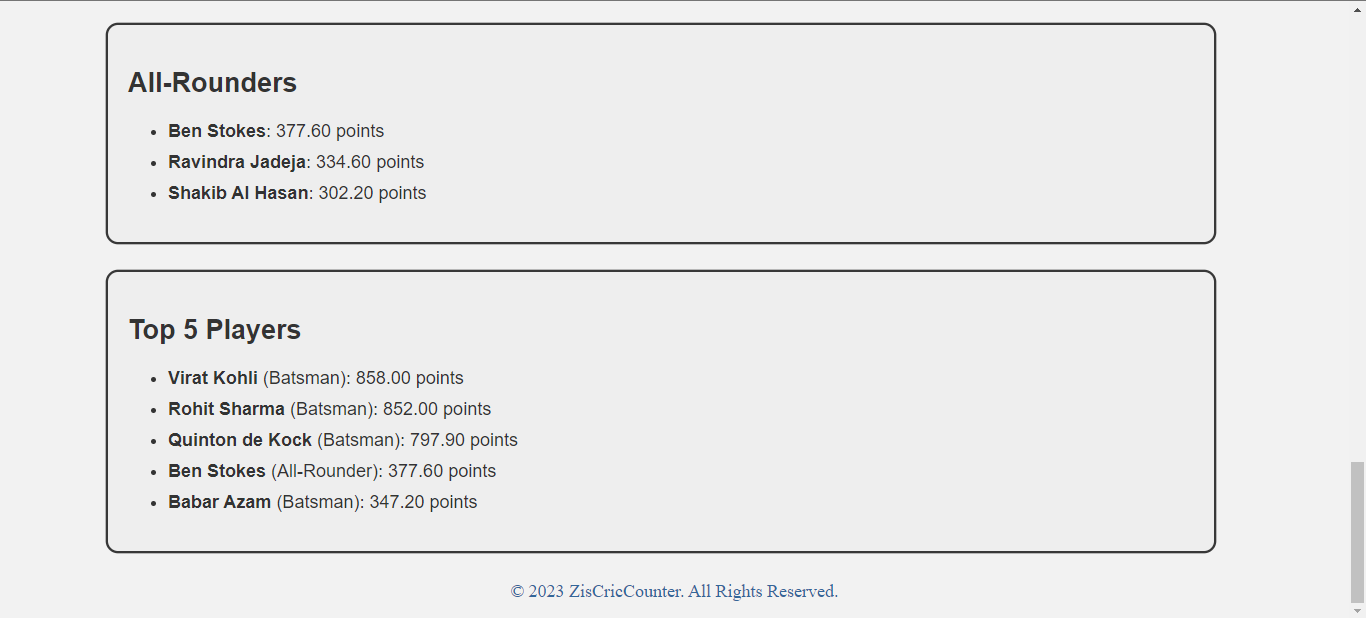 All-Rounders
Ben Stokes: 377.60 points
Ravindra Jadeja: 334.60 points
Shakib Al Hasan: 302.20 points
Top 5 Players
Virat Kohli (Batsman): 858.00 points
Rohit Sharma (Batsman): 852.00 points
Quinton de Kock (Batsman): 797.90 points
Ben Stokes (All-Rounder): 377.60 points
Babar Azam (Batsman): 347.20 points
© 2023 ZisCricCounter. All Rights Reserved.